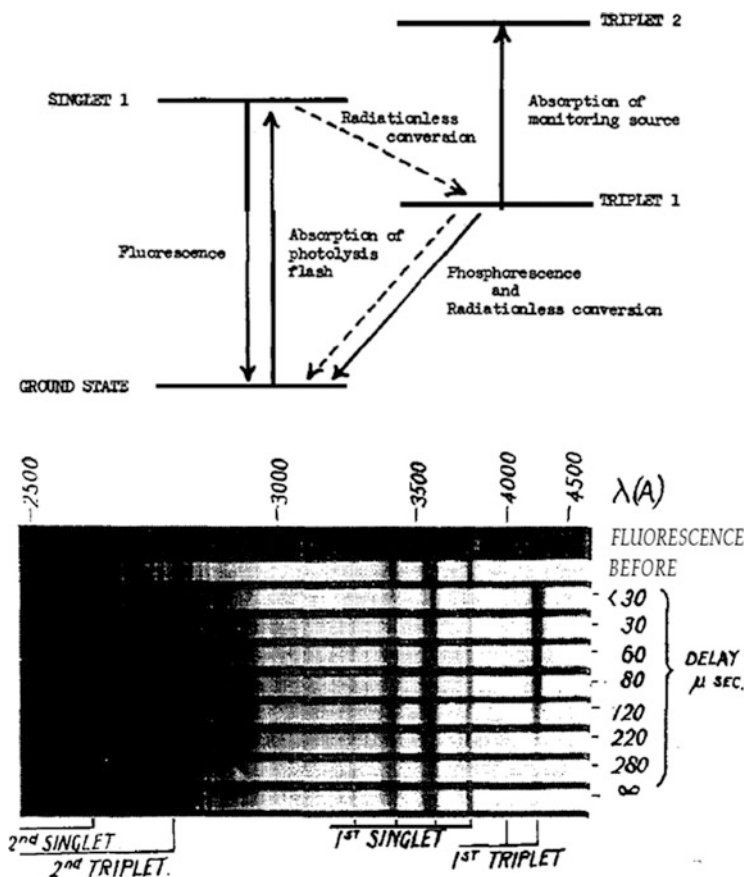 TRIPLET 2
SINGLET 1
Absorption of
monitoring source
Radiationless
conversion
TRIPLET 1
Fluorescence
Absorption of
photolysis
flash
Phosphorescence
and
Radiationless conversion
GROUND STATE
2500
3000
3500
4000
4500
λ(A)
FLUORESCENCE
BEFORE
<30
30
60
80
120
220
280
∞
DELAY
μ SEC.
2nd SINGLET
2nd TRIPLET.
1ST SINGLET
1ST TRIPLET